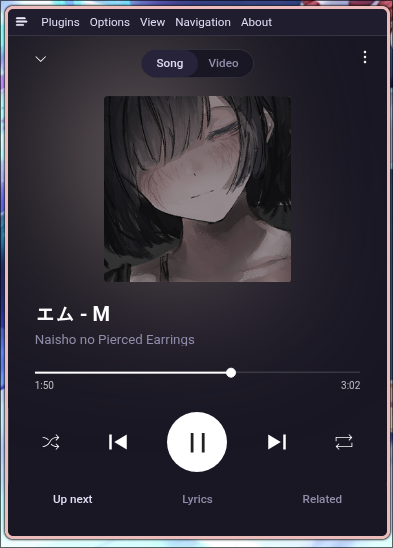 Plugins Options View Navigation About
Song Video
エム - M
Naisho no Pierced Earrings
1:50 3:02
Up next Lyrics Related